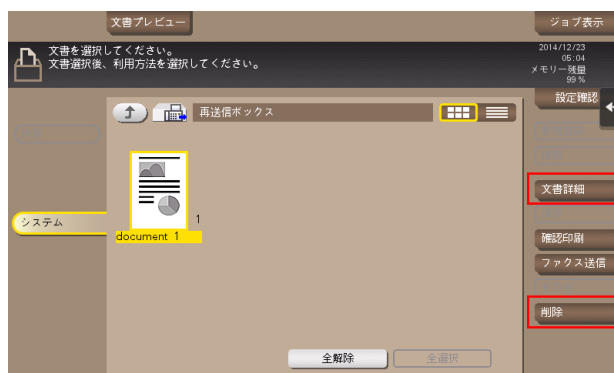 文書プレビュー
ジョブ表示
文書を選択してください。
文書選択後、利用方法を選択してください。
2014/12/23
05:04
メモリー残量
99 %
設定確認
再送信ボックス
文書詳細
システム
1
document 1
確認印刷
ファクス送信
削除
全解除
全選択